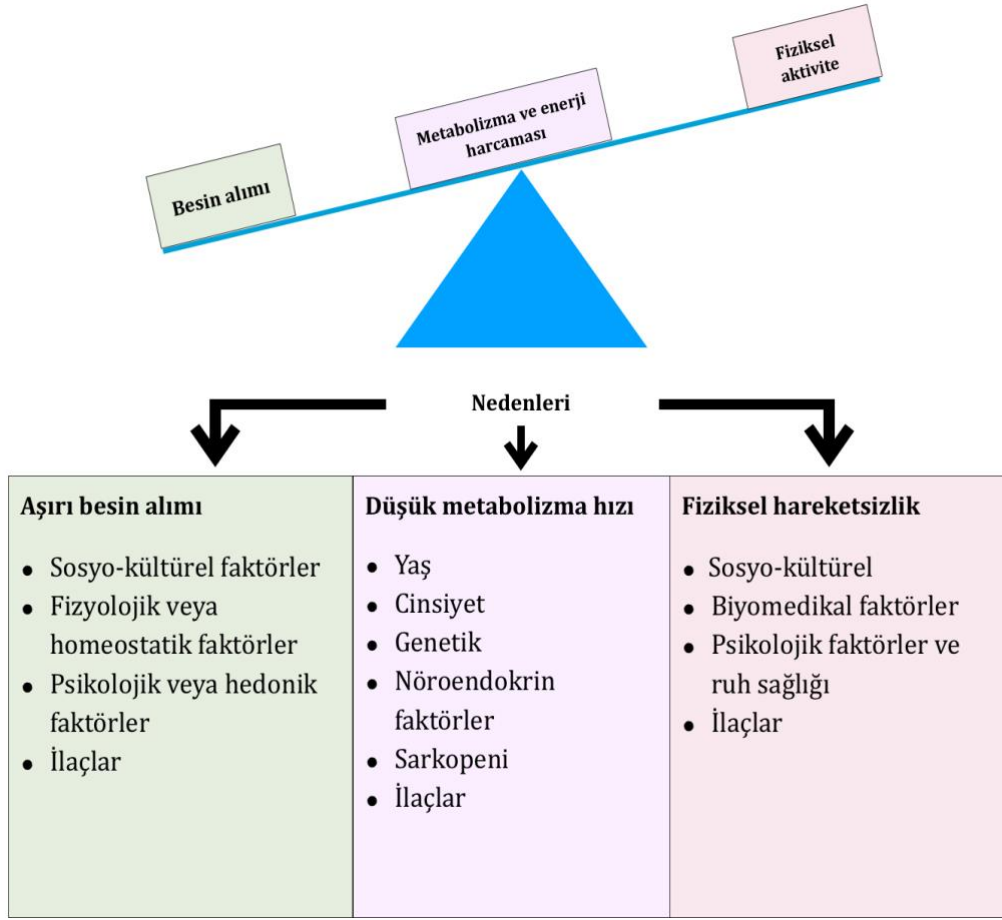 Fiziksel
aktivite
Metabolizma ve enerji
harcaması
Besin alımı
Nedenleri
Aşırı besin alımı
● Sosyo-kültürel faktörler
● Fizyolojik veya
homeostatik faktörler
● Psikolojik veya hedonik
faktörler
● İlaçlar
Düşük metabolizma hızı
● Yaş
● Cinsiyet
● Genetik
● Nöroendokrin
faktörler
● Sarkopeni
● İlaçlar
Fiziksel hareketsizlik
● Sosyo-kültürel
● Biyomedikal faktörler
● Psikolojik faktörler ve
ruh sağlığı
● İlaçlar